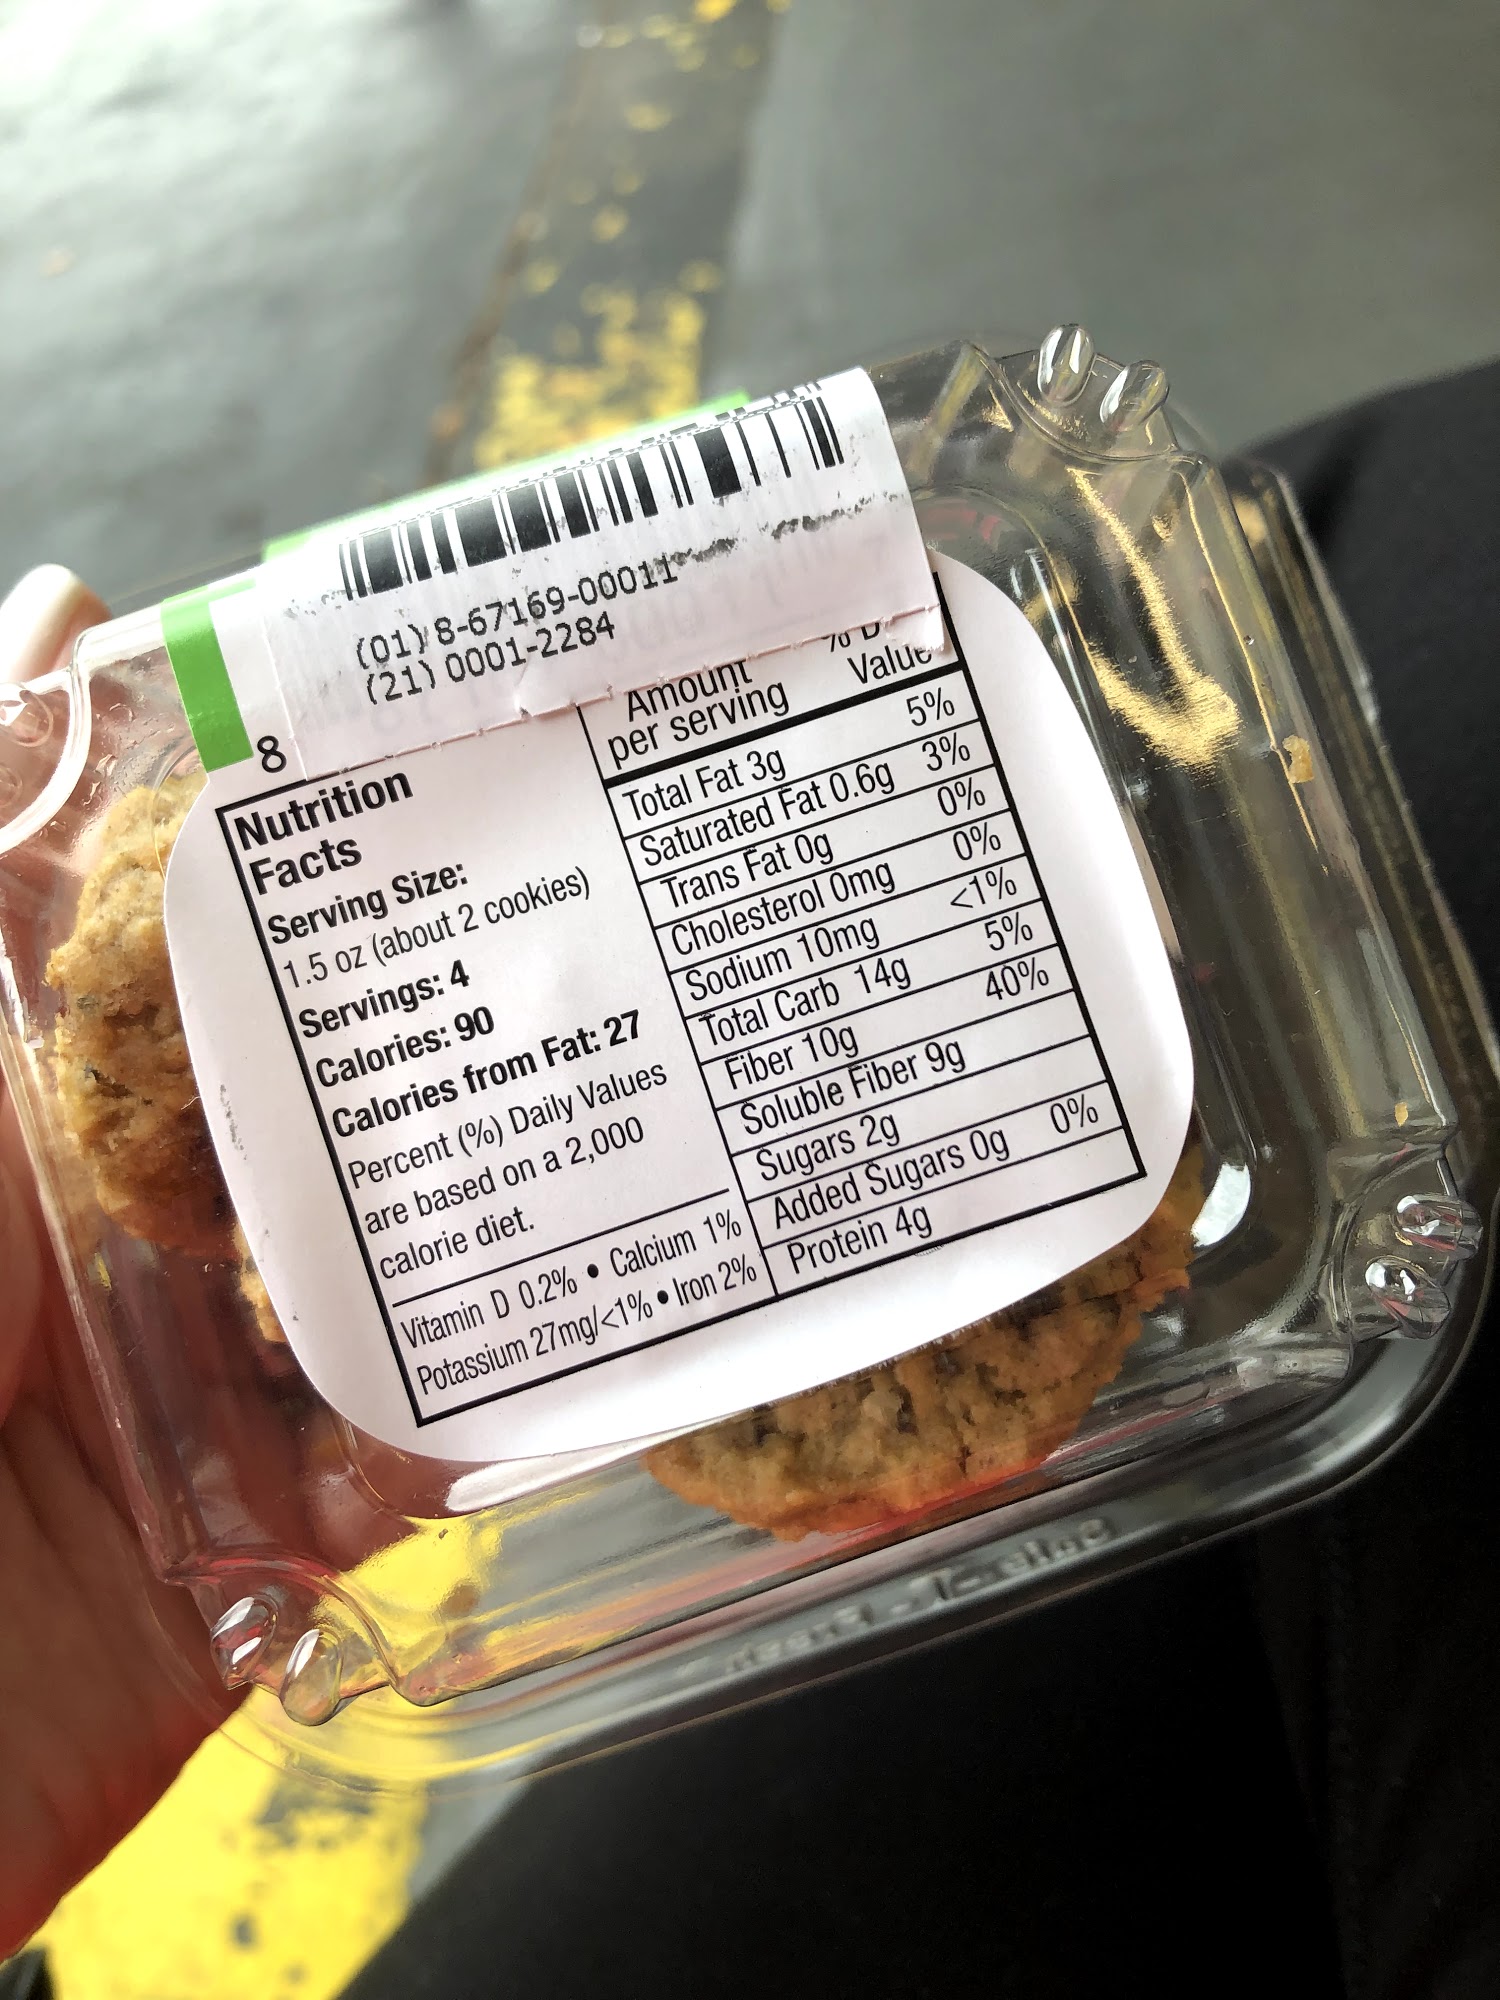 (01) 8-67169-00011
(21) 0001-2284
8
Nutrition
Facts
Serving Size:
1.5 oz (about 2 cookies)
Servings: 4
Calories: 90
Calories from Fat: 27
Percent (%) Daily Values
are based on a 2,000
calorie diet.
Vitamin D 0.2% • Calcium 1%
Potassium 27mg/<1% • Iron 2%
Amount
per serving
% D
Value
Total Fat 3g 5%
Saturated Fat 0.6g 3%
Trans Fat 0g 0%
Cholesterol 0mg 0%
Sodium 10mg <1%
Total Carb 14g 5%
Fiber 10g 40%
Soluble Fiber 9g
Sugars 2g
Added Sugars 0g 0%
Protein 4g